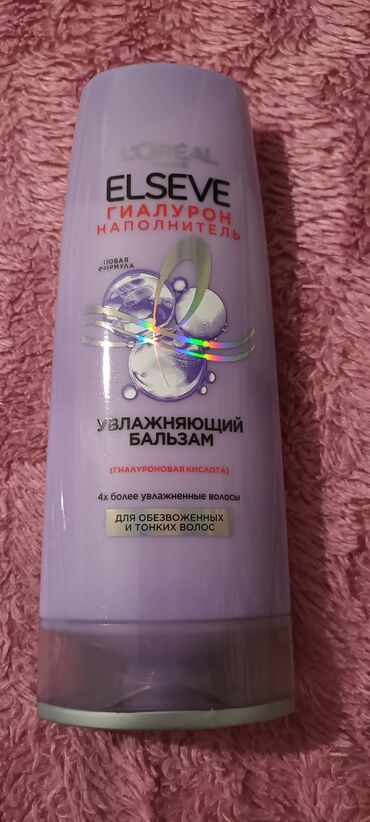 L'ORÉAL
ELSEVE
ГИАЛУРОН
НАПОЛНИТЕЛЬ
НОВАЯ
ФОРМУЛА
УВЛАЖНЯЮЩИЙ
БАЛЬЗАМ
[ГИАЛУРОНОВАЯ КИСЛОТА]
4х более увлажненные волосы
ДЛЯ ОБЕЗВОЖЕННЫХ
И ТОНКИХ ВОЛОС